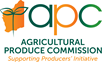 apc
AGRICULTURAL
PRODUCE COMMISSION
Supporting Producers' Initiative